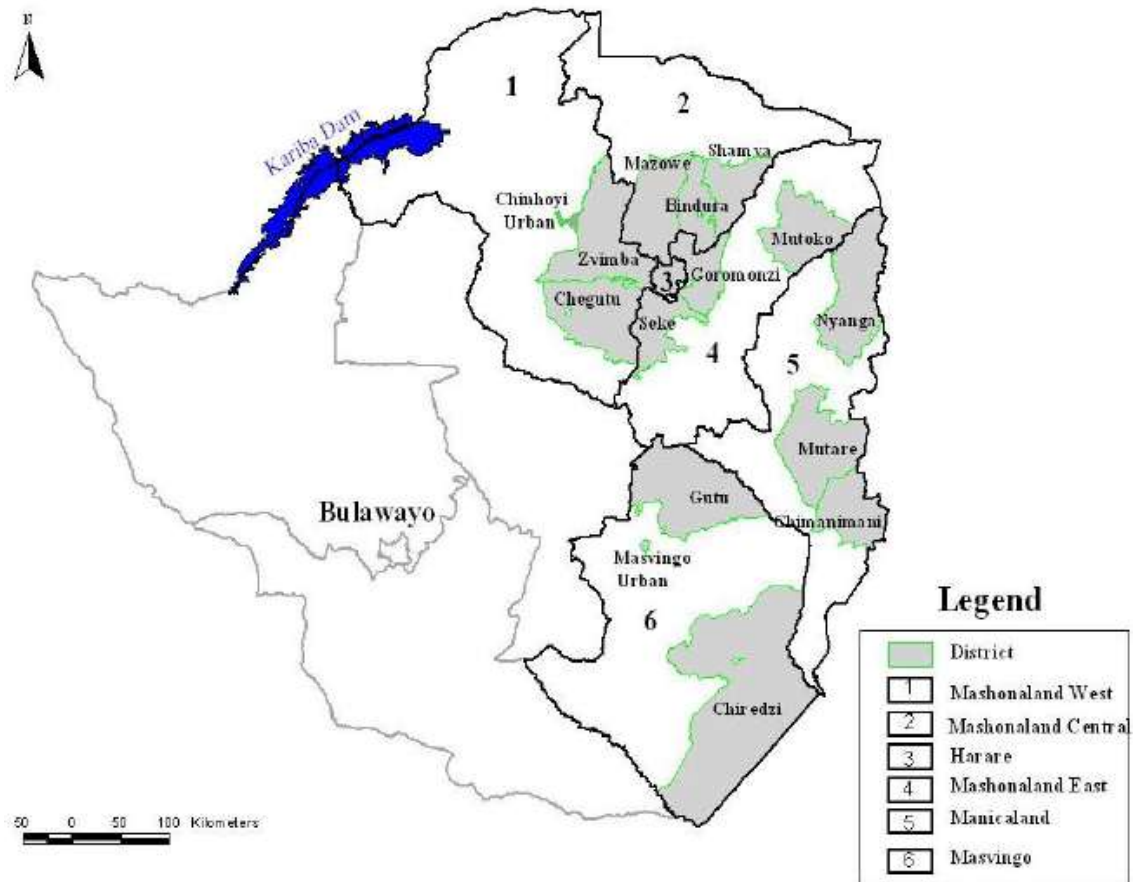 N
1
2
Kariba Dam
Shamva
Mazowe
Chinhoyi
Urban
Bindura
Mutoko
Zvimba
3
Goromonzi
Chegutu
Seke
Nyanga
4
5
Mutare
Gutu
Bulawayo
Chimanimani
Masvingo
Urban
6
Chiredzi
Legend
District
1 Mashonaland West
2 Mashonaland Central
3 Harare
4 Mashonaland East
5 Manicaland
6 Masvingo
50 0 50 100 Kilometers